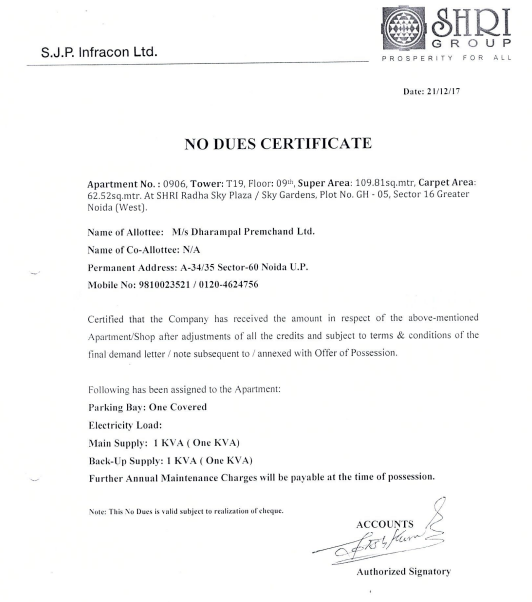 S.J.P. Infracon Ltd.
SHRI
GROUP
PROSPERITY FOR ALL
Date: 21/12/17
NO DUES CERTIFICATE
Apartment No. : 0906, Tower: T19, Floor: 09th, Super Area: 109.81sq.mtr, Carpet Area:
62.52sq.mtr. At SHRI Radha Sky Plaza / Sky Gardens, Plot No. GH - 05, Sector 16 Greater
Noida (West).
Name of Allottee: M/s Dharampal Premchand Ltd.
Name of Co-Allottee: N/A
Permanent Address: A-34/35 Sector-60 Noida U.P.
Mobile No: 9810023521 / 0120-4624756
Certified that the Company has received the amount in respect of the above-mentioned
Apartment/Shop after adjustments of all the credits and subject to terms & conditions of the
final demand letter / note subsequent to / annexed with Offer of Possession.
Following has been assigned to the Apartment:
Parking Bay: One Covered
Electricity Load:
Main Supply: 1 KVA ( One KVA)
Back-Up Supply: 1 KVA ( One KVA)
Further Annual Maintenance Charges will be payable at the time of possession.
Note: This No Dues is valid subject to realization of cheque.
ACCOUNTS
Authorized Signatory